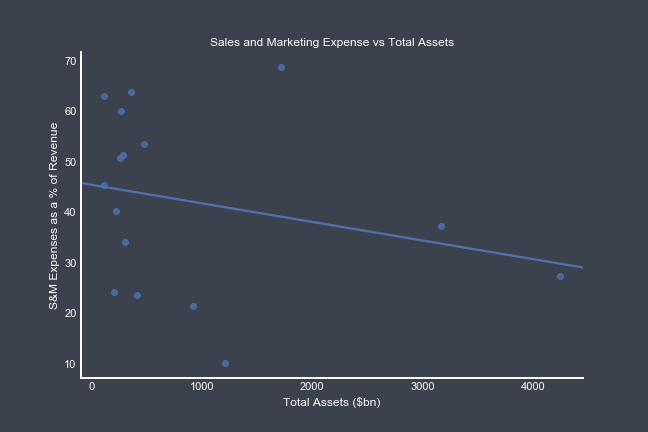 Sales and Marketing Expense vs Total Assets
70
60
50
40
30
20
10
S&M Expenses as a % of Revenue
0 1000 2000 3000 4000
Total Assets ($bn)